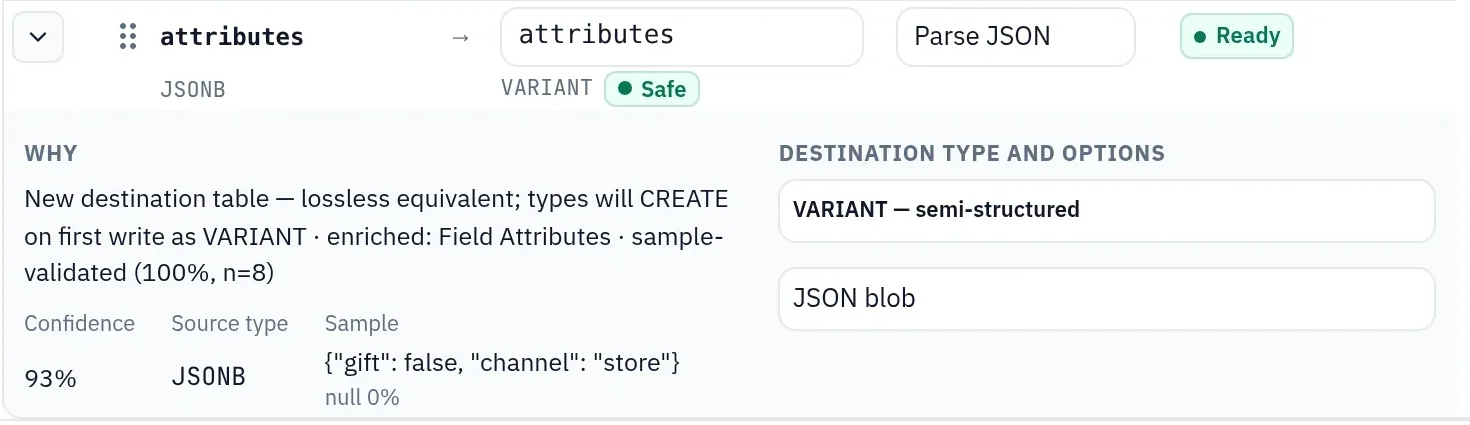 attributes → attributes Parse JSON Ready
JSONB VARIANT Safe
WHY
New destination table — lossless equivalent; types will CREATE
on first write as VARIANT · enriched: Field Attributes · sample-
validated (100%, n=8)
Confidence Source type Sample
93% JSONB {"gift": false, "channel": "store"}
null 0%
DESTINATION TYPE AND OPTIONS
VARIANT — semi-structured
JSON blob